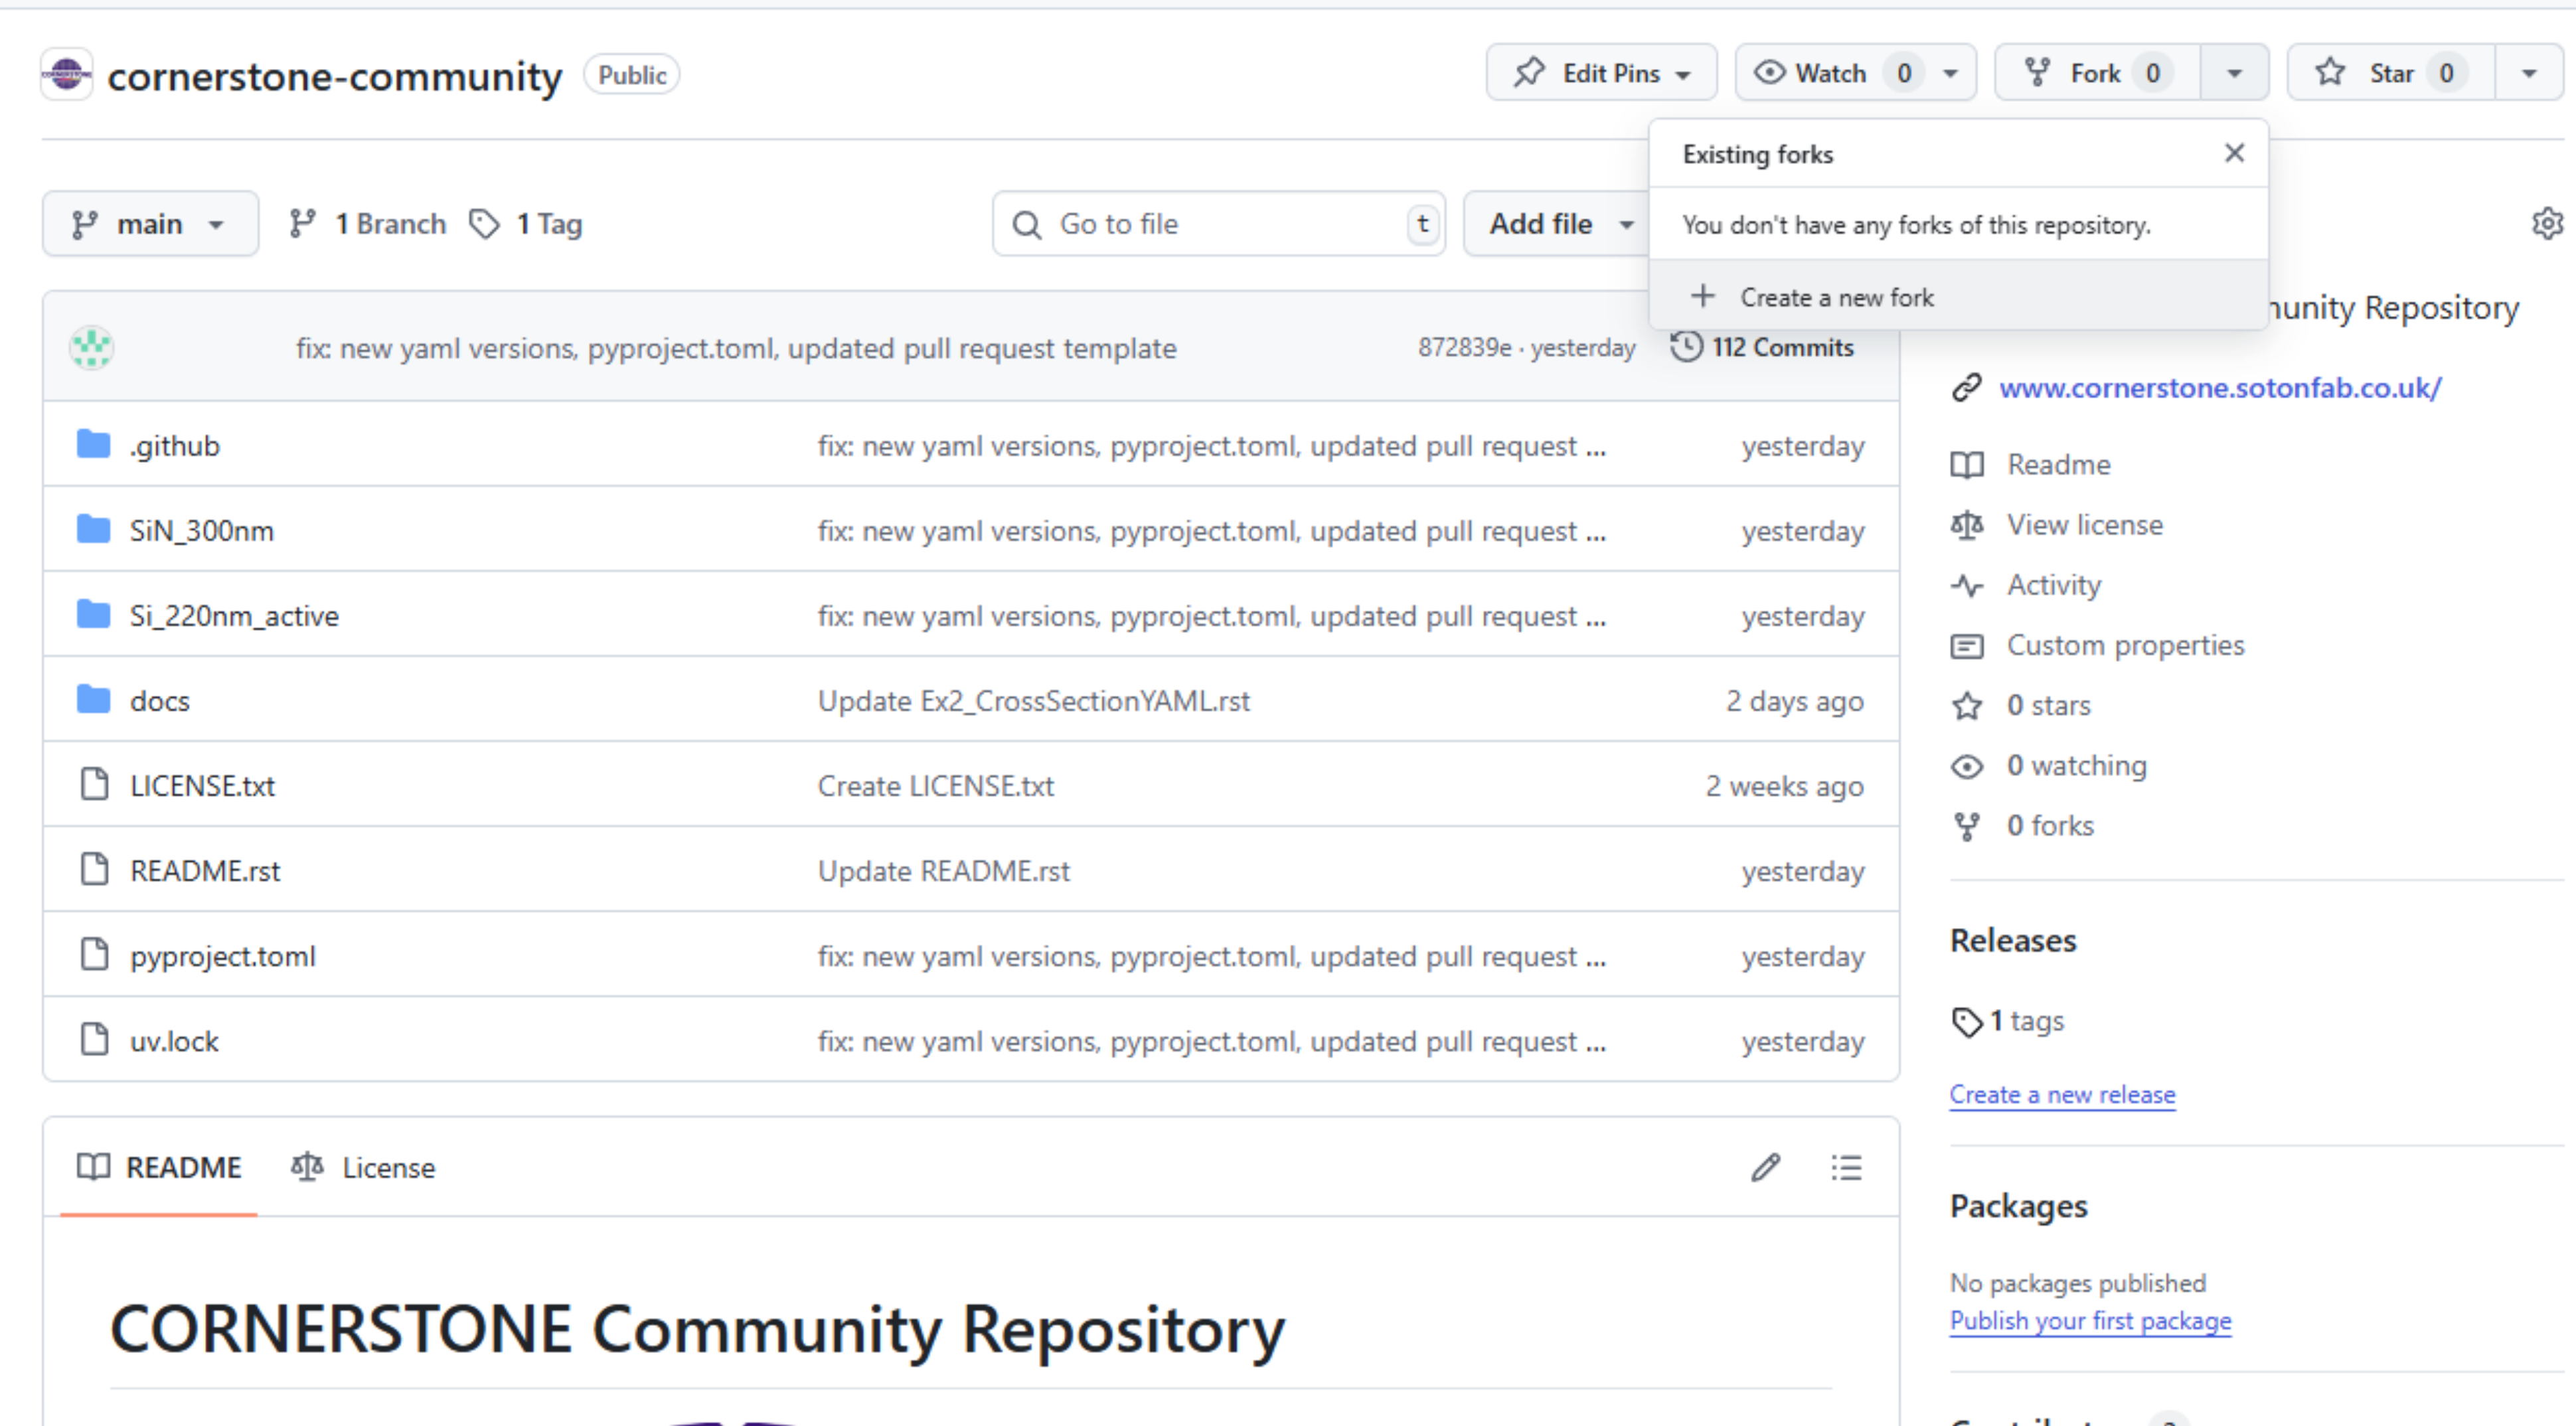 cornerstone-community Public Edit Pins Watch 0 Fork 0 Star 0
Existing forks
You don't have any forks of this repository.
Create a new fork
main 1 Branch 1 Tag Go to file t Add file
unity Repository
fix: new yaml versions, pyproject.toml, updated pull request template 872839e · yesterday 112 Commits
www.cornerstone.sotonfab.co.uk/
.github fix: new yaml versions, pyproject.toml, updated pull request ... yesterday
SiN_300nm fix: new yaml versions, pyproject.toml, updated pull request ... yesterday
Si_220nm_active fix: new yaml versions, pyproject.toml, updated pull request ... yesterday
docs Update Ex2_CrossSectionYAML.rst 2 days ago
LICENSE.txt Create LICENSE.txt 2 weeks ago
README.rst Update README.rst yesterday
pyproject.toml fix: new yaml versions, pyproject.toml, updated pull request ... yesterday
uv.lock fix: new yaml versions, pyproject.toml, updated pull request ... yesterday
Readme
View license
Activity
Custom properties
0 stars
0 watching
0 forks
Releases
1 tags
Create a new release
Packages
No packages published
Publish your first package
README License
CORNERSTONE Community Repository